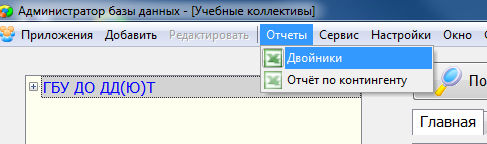 Администратор базы данных - [Учебные коллективы]
Приложения Добавить Редактировать Отчеты Сервис Настройки Окно
Двойники
Отчёт по контингенту
ГБУ ДО ДД(Ю)Т
Главная